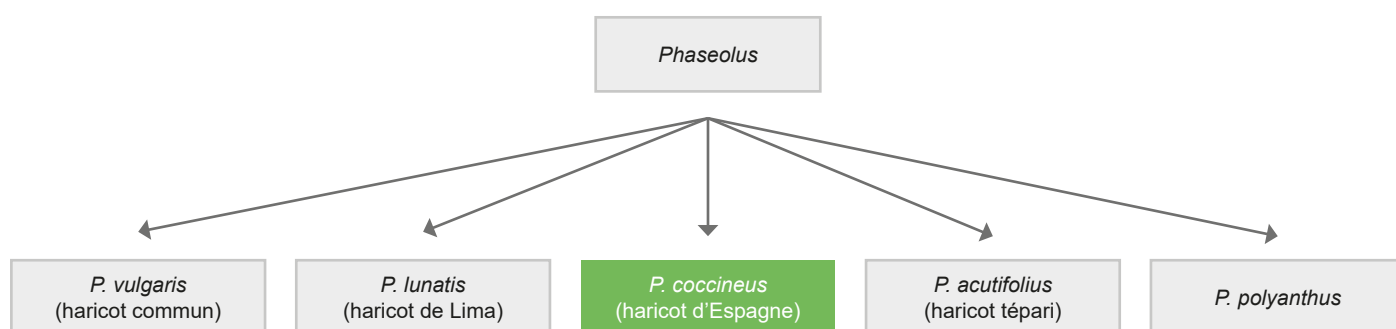 Phaseolus
P. vulgaris
(haricot commun)
P. lunatis
(haricot de Lima)
P. coccineus
(haricot d’Espagne)
P. acutifolius
(haricot tépari)
P. polyanthus